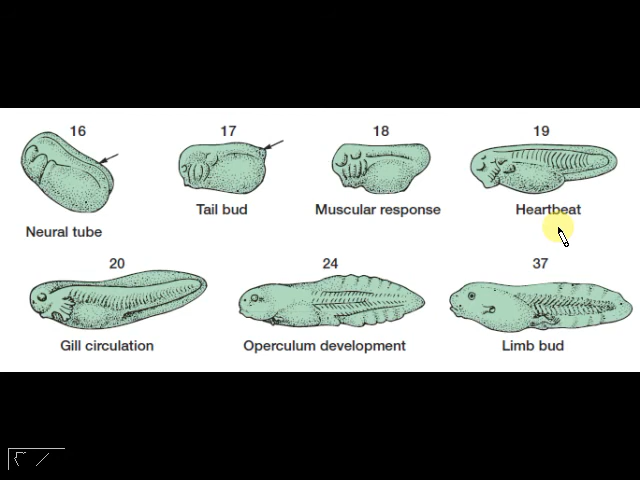 16 17 18 19
Tail bud Muscular response Heartbeat
Neural tube
20 24 37
Gill circulation Operculum development Limb bud